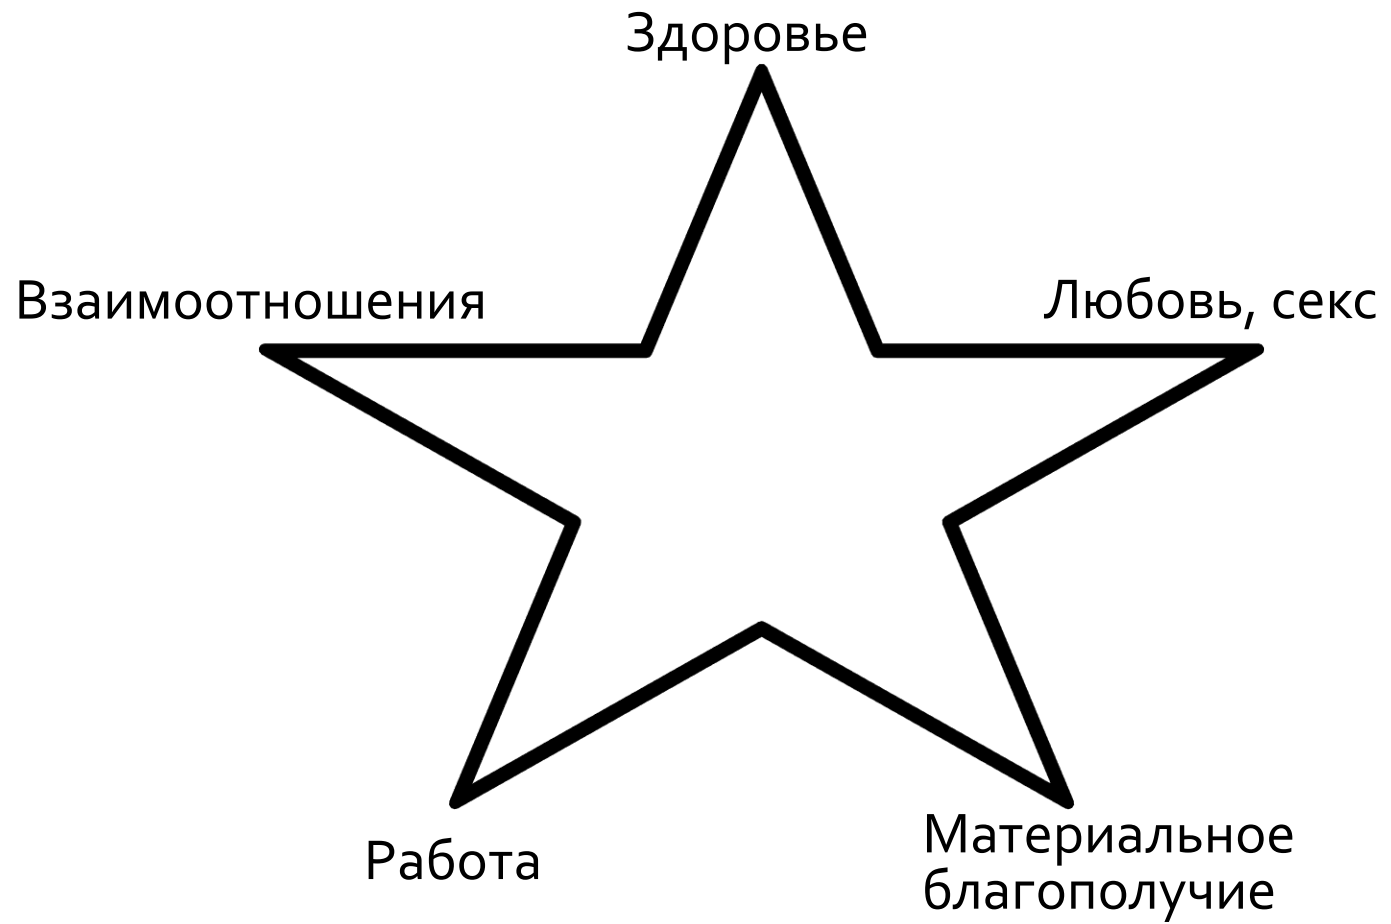 Здоровье
Взаимоотношения
Любовь, секс
Работа
Материальное
благополучие